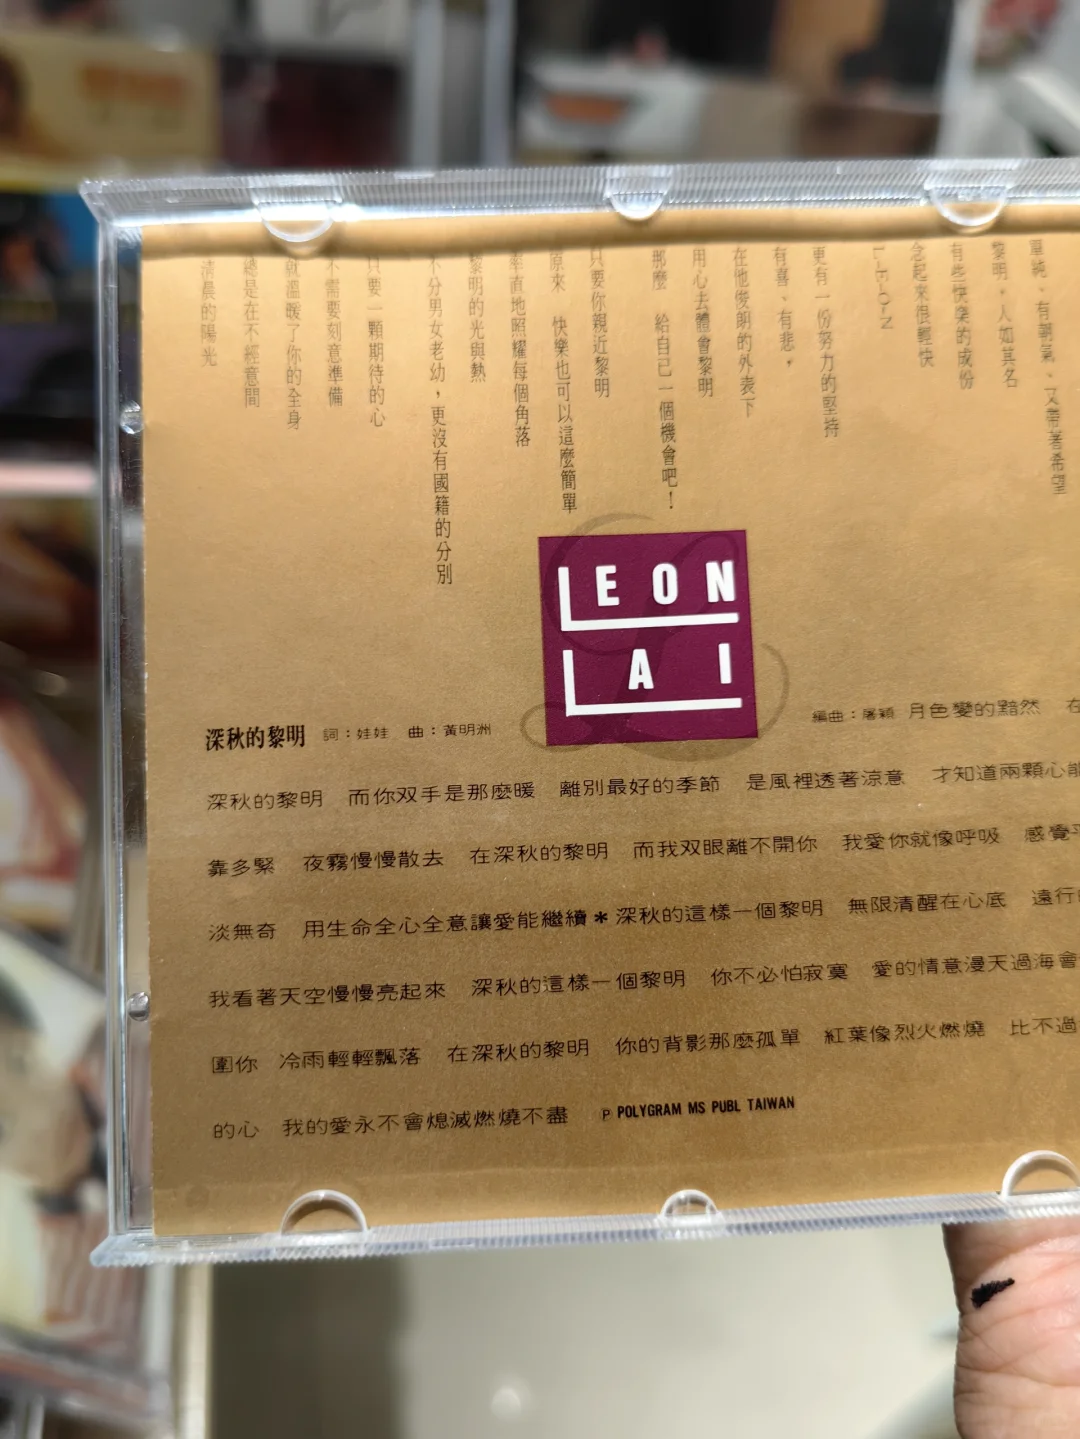 單純、有朝氣、又帶著希望
黎明，人如其名
有些快樂的成份
念起來很輕快
L-E-O-N
更有一份努力的堅持
有喜、有悲，
在他俊朗的外表下
用心去體會黎明
那麼　給自己一個機會吧！
只要你親近黎明
原來　快樂也可以這麼簡單
率直地照耀每個角落
黎明的光與熱
不分男女老幼，更沒有國籍的分別
只要一顆期待的心
不需要刻意準備
就溫暖了你的全身
總是在不經意間
清晨的陽光
LEON
LAI
深秋的黎明　詞：娃娃　曲：黃明洲　編曲：屠穎　月色變的黯然　在
深秋的黎明　而你双手是那麼暖　離別最好的季節　是風裡透著涼意　才知道兩顆心能
靠多緊　夜霧慢慢散去　在深秋的黎明　而我双眼離不開你　我愛你就像呼吸　感覺平
淡無奇　用生命全心全意讓愛能繼續＊深秋的這樣一個黎明　無限清醒在心底　遠行
我看著天空慢慢亮起來　深秋的這樣一個黎明　你不必怕寂寞　愛的情意漫天過海會
圍你　冷雨輕輕飄落　在深秋的黎明　你的背影那麼孤單　紅葉像烈火燃燒　比不過
的心　我的愛永不會熄滅燃燒不盡　℗ POLYGRAM MS PUBL TAIWAN